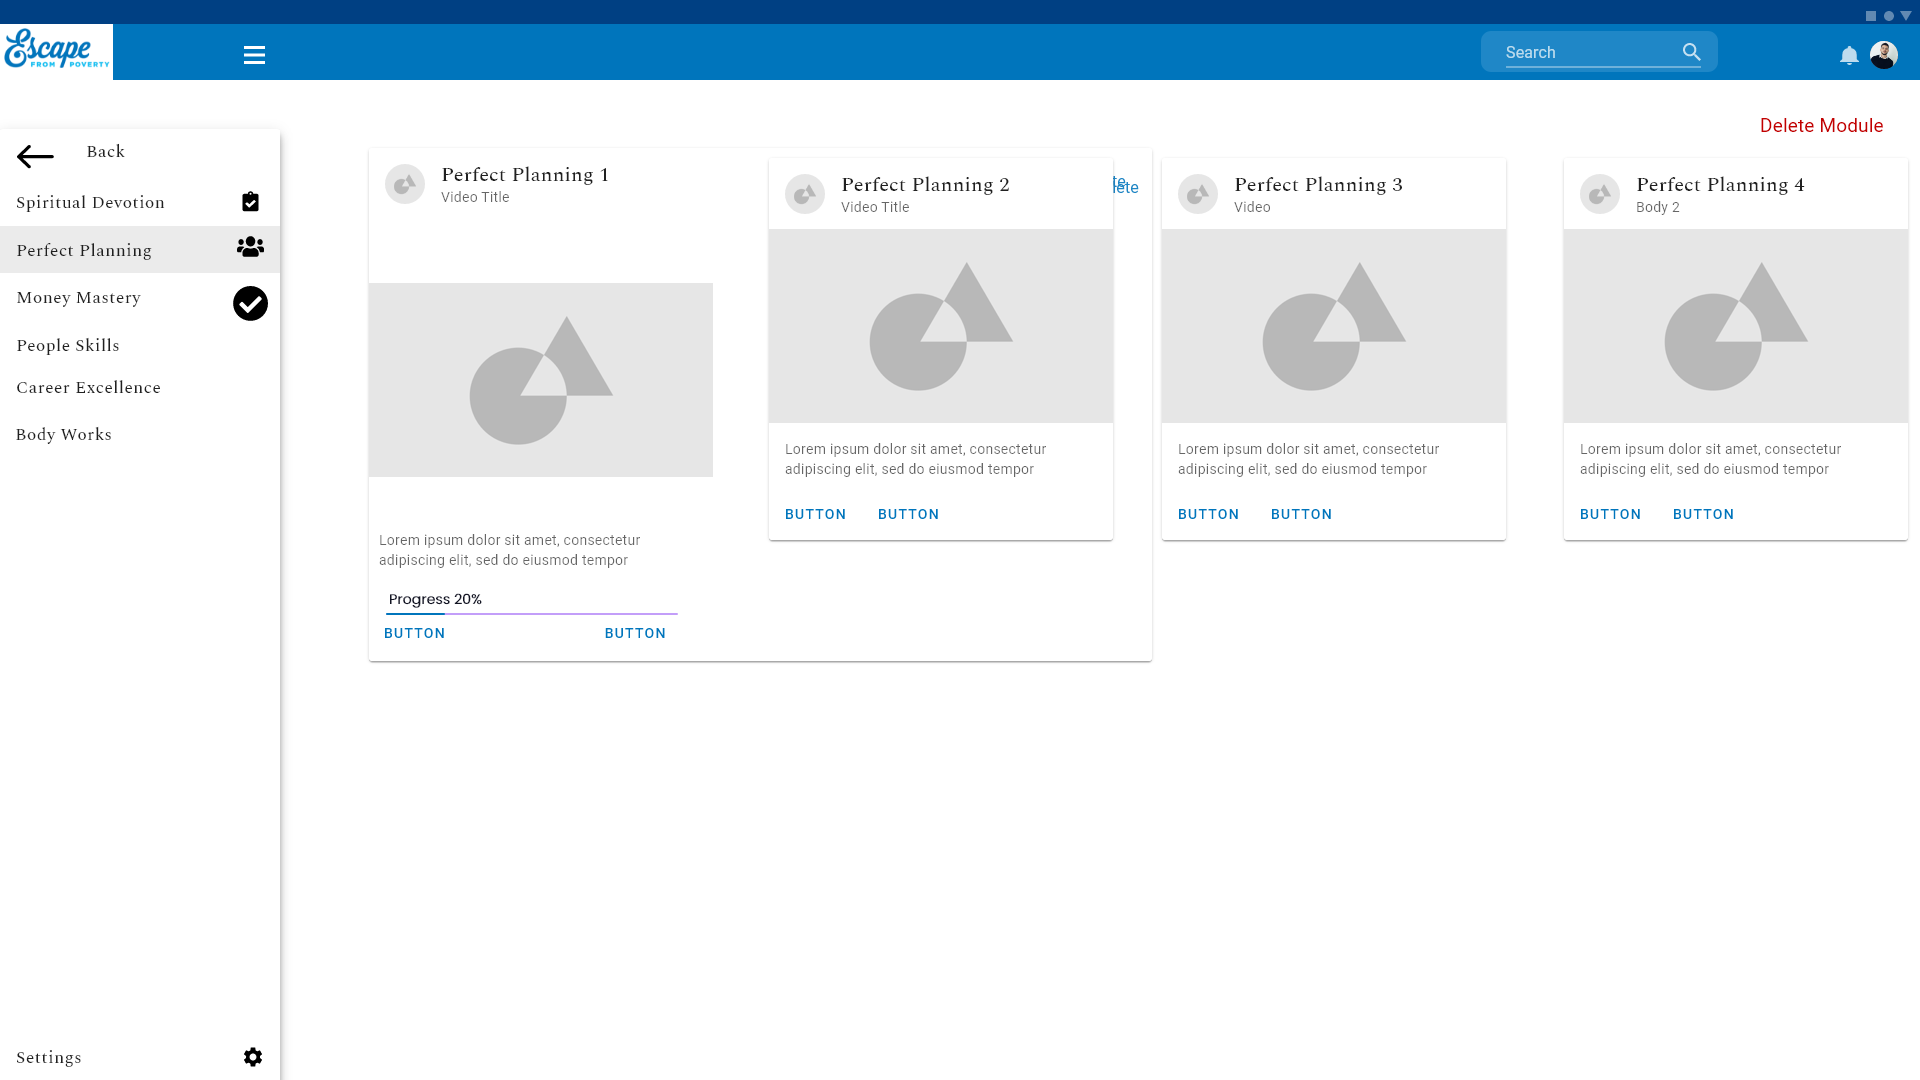 Escape
FROM POVERTY
Search
Delete Module
Back
Spiritual Devotion
Perfect Planning
Money Mastery
People Skills
Career Excellence
Body Works
Settings
Perfect Planning 1
Video Title
Lorem ipsum dolor sit amet, consectetur
adipiscing elit, sed do eiusmod tempor
Progress 20%
BUTTON BUTTON
Perfect Planning 2
Video Title
Lorem ipsum dolor sit amet, consectetur
adipiscing elit, sed do eiusmod tempor
BUTTON BUTTON
Perfect Planning 3
Video
Lorem ipsum dolor sit amet, consectetur
adipiscing elit, sed do eiusmod tempor
BUTTON BUTTON
Perfect Planning 4
Body 2
Lorem ipsum dolor sit amet, consectetur
adipiscing elit, sed do eiusmod tempor
BUTTON BUTTON